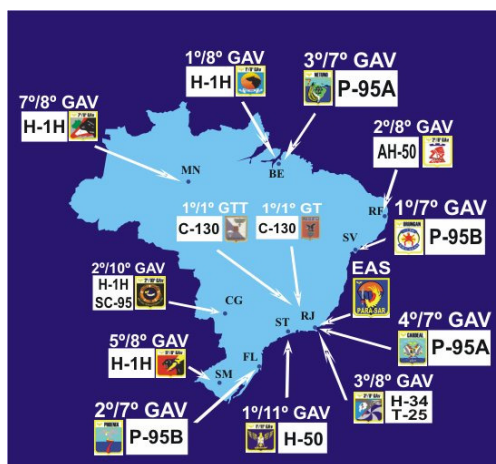 1º/8º GAV
H-1H
3º/7º GAV
P-95A
7º/8º GAV
H-1H
2º/8º GAV
AH-50
MN
BE
RF
1º/1º GTT
C-130
1º/1º GT
C-130
1º/7º GAV
P-95B
SV
EAS
PARA-SAR
2º/10º GAV
H-1H
SC-95
CG
ST
RJ
4º/7º GAV
P-95A
5º/8º GAV
H-1H
FL
SM
3º/8º GAV
H-34
T-25
2º/7º GAV
P-95B
1º/11º GAV
H-50